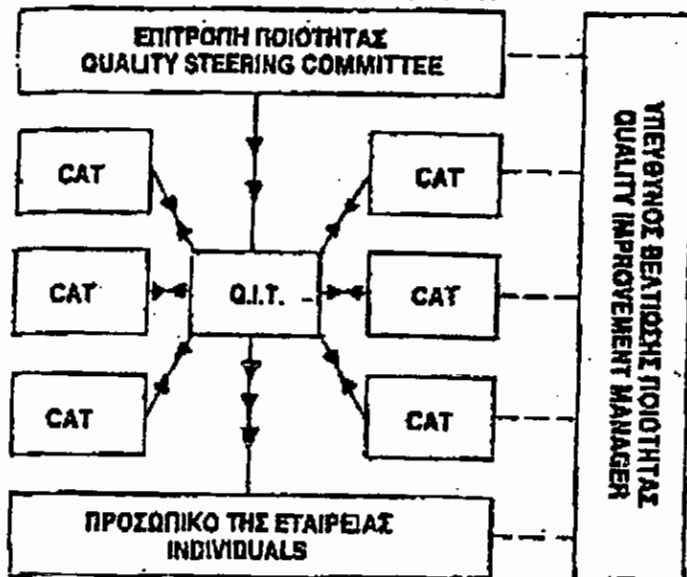 ΕΠΙΤΡΟΠΗ ΠΟΙΟΤΗΤΑΣ
QUALITY STEERING COMMITTEE
CAT
CAT
CAT
Q.I.T.
CAT
CAT
CAT
ΠΡΟΣΩΠΙΚΟ ΤΗΣ ΕΤΑΙΡΕΙΑΣ
INDIVIDUALS
ΥΠΕΥΘΥΝΟΣ ΒΕΛΤΙΩΣΗΣ ΠΟΙΟΤΗΤΑΣ
QUALITY IMPROVEMENT MANAGER